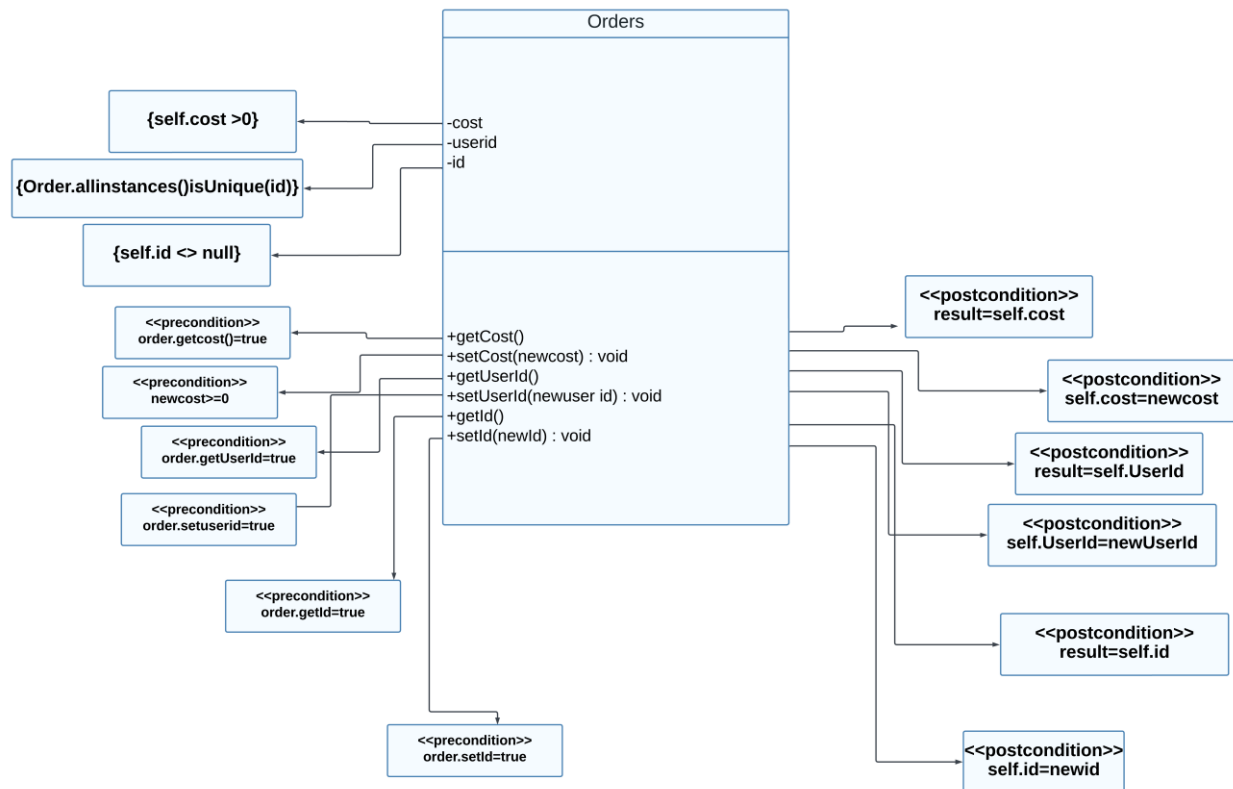 Orders
-cost
-userid
-id
+getCost()
+setCost(newcost) : void
+getUserId()
+setUserId(newuser id) : void
+getId()
+setId(newId) : void
{self.cost >0}
{Order.allinstances()isUnique(id)}
{self.id <> null}
<<precondition>>
order.getcost()=true
<<precondition>>
newcost>=0
<<precondition>>
order.getUserId=true
<<precondition>>
order.setuserid=true
<<precondition>>
order.getId=true
<<precondition>>
order.setId=true
<<postcondition>>
result=self.cost
<<postcondition>>
self.cost=newcost
<<postcondition>>
result=self.UserId
<<postcondition>>
self.UserId=newUserId
<<postcondition>>
result=self.id
<<postcondition>>
self.id=newid